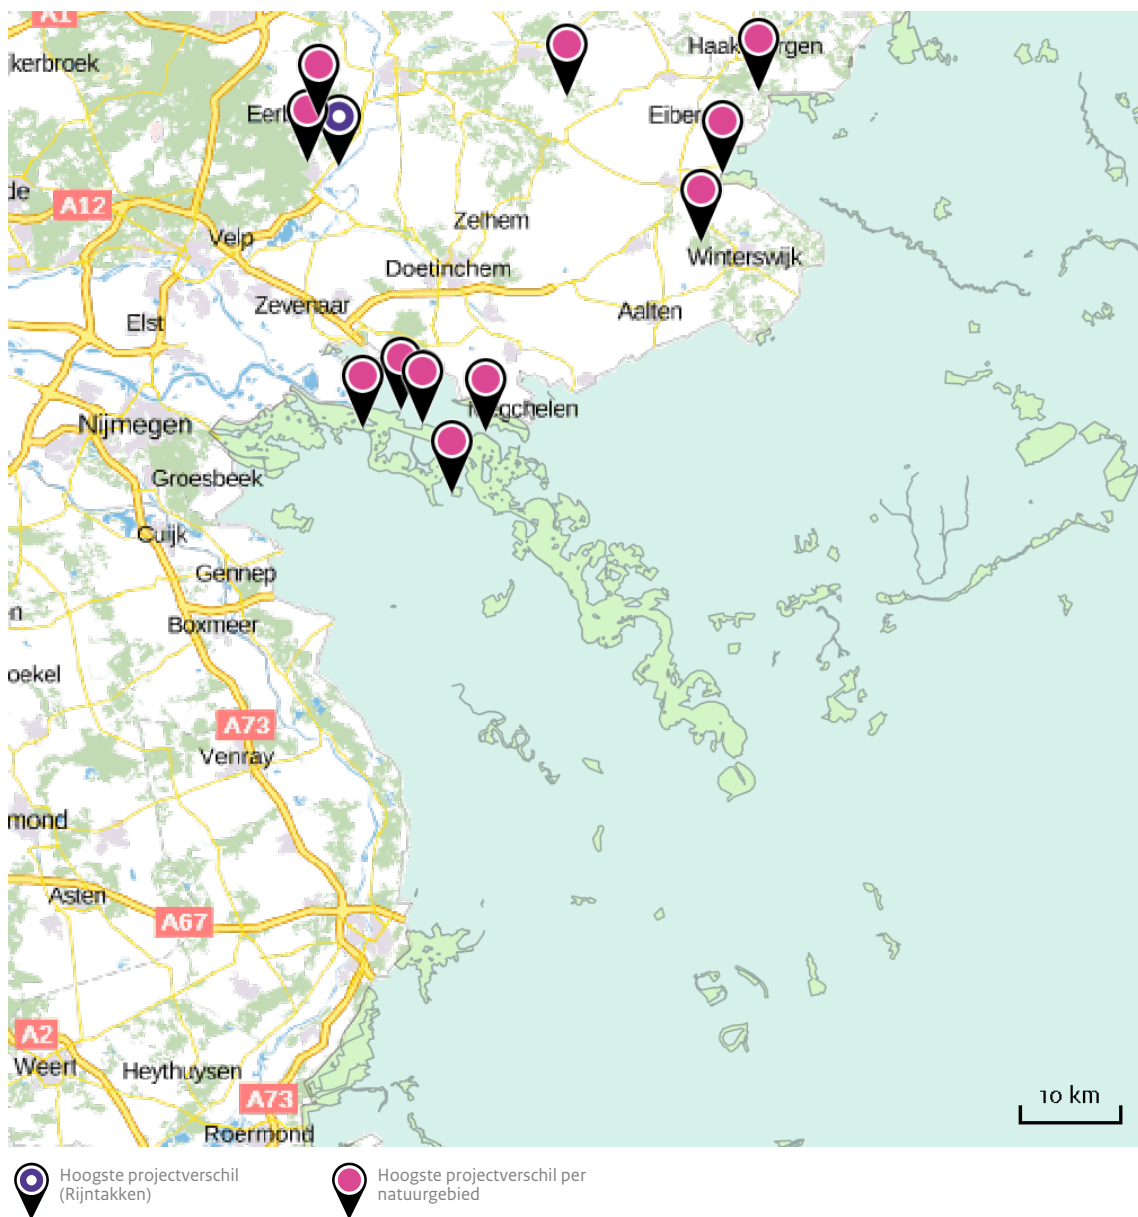 A1
kerbroek
Haak
rgen
Eerb
Eiber
de
A12
Velp
Zelhem
Doetinchem
Winterswijk
Zevenaar
Aalten
Elst
gchelen
Nijmegen
Groesbeek
Cuijk
Gennep
n
Boxmeer
oekel
A73
Venray
mond
Asten
A67
A2
Weert
Heythuysen
A73
Roermond
10 km
Hoogste projectverschil
(Rijntakken)
Hoogste projectverschil per
natuurgebied